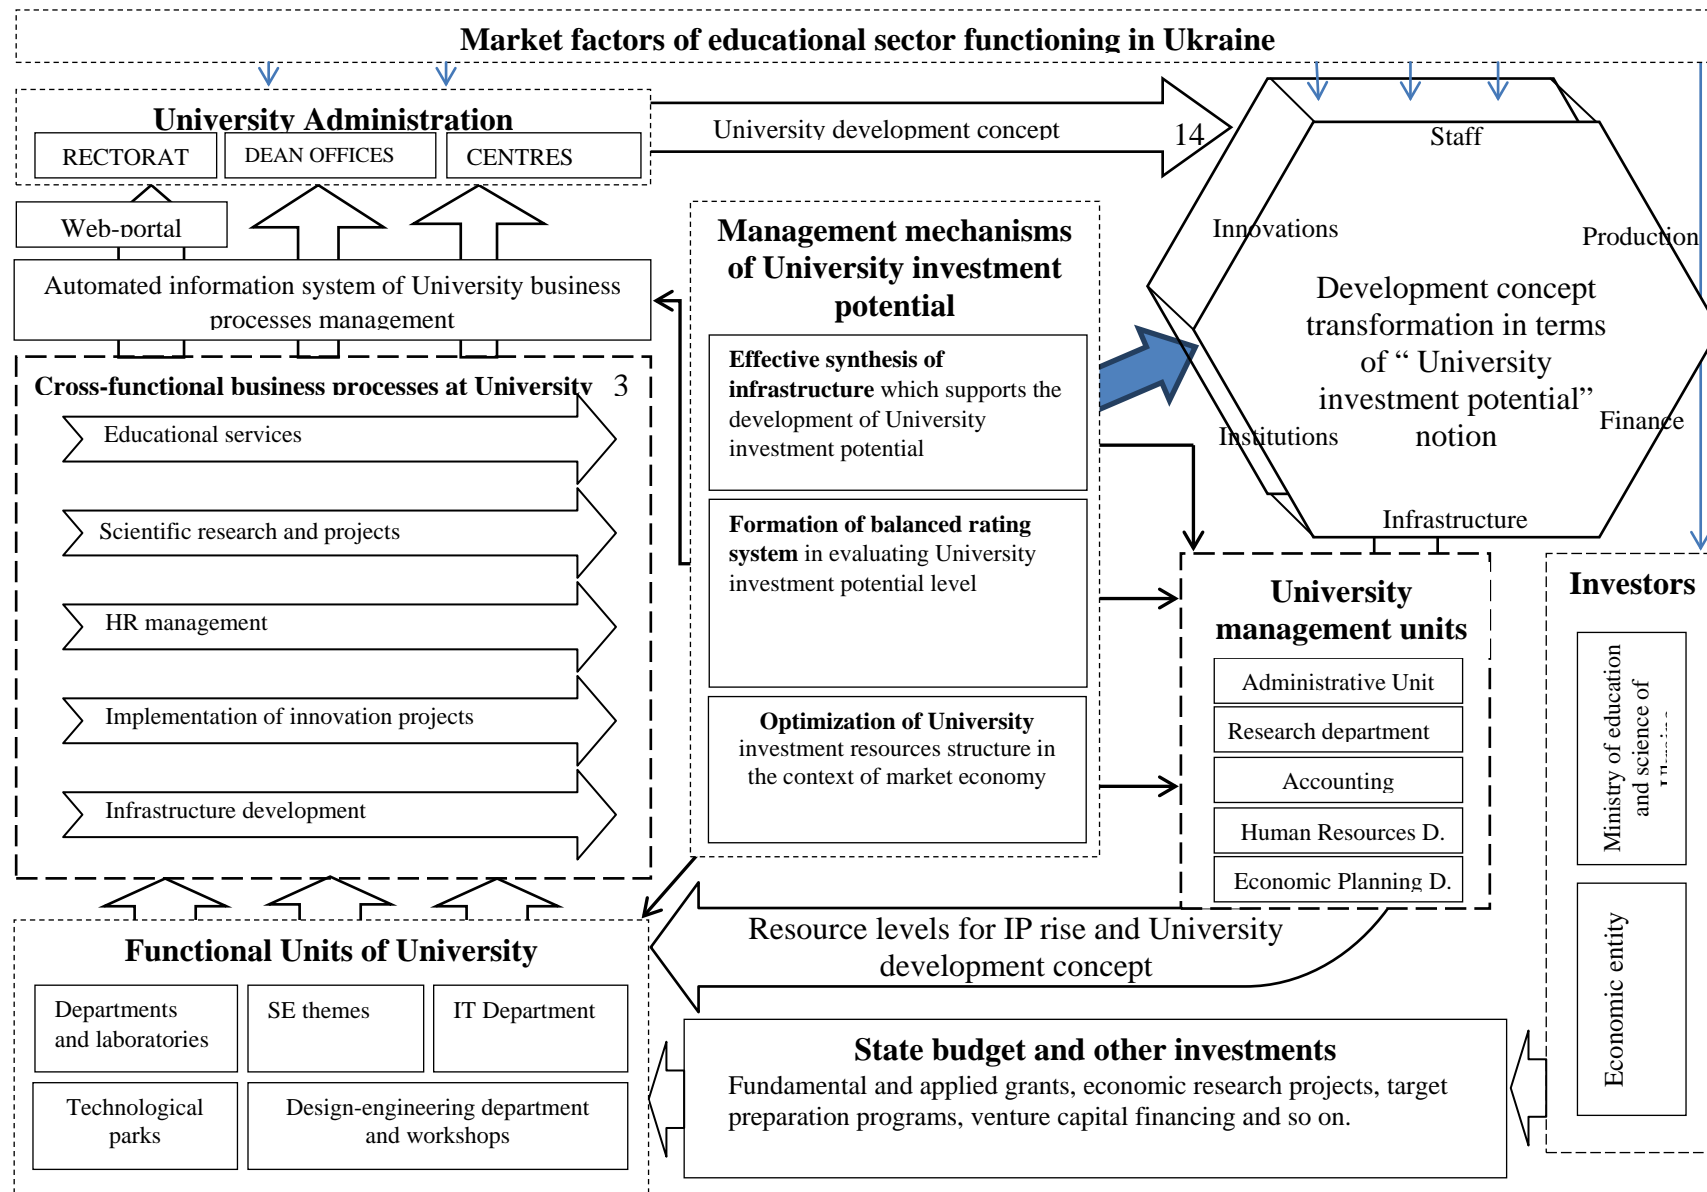 Market factors of educational sector functioning in Ukraine
University Administration
RECTORAT
DEAN OFFICES
CENTRES
University development concept
14
Web-portal
Automated information system of University business
processes management
Cross-functional business processes at University
3
Educational services
Scientific research and projects
HR management
Implementation of innovation projects
Infrastructure development
Management mechanisms
of University investment
potential
Effective synthesis of
infrastructure which supports the
development of University
investment potential
Formation of balanced rating
system in evaluating University
investment potential level
Optimization of University
investment resources structure in
the context of market economy
Staff
Innovations
Production
Development concept
transformation in terms
of “ University
investment potential”
notion
Institutions
Finance
Infrastructure
University
management units
Administrative Unit
Research department
Accounting
Human Resources D.
Economic Planning D.
Investors
Ministry of education
and science of
Economic entity
Functional Units of University
Departments
and laboratories
SE themes
IT Department
Technological
parks
Design-engineering department
and workshops
Resource levels for IP rise and University
development concept
State budget and other investments
Fundamental and applied grants, economic research projects, target
preparation programs, venture capital financing and so on.